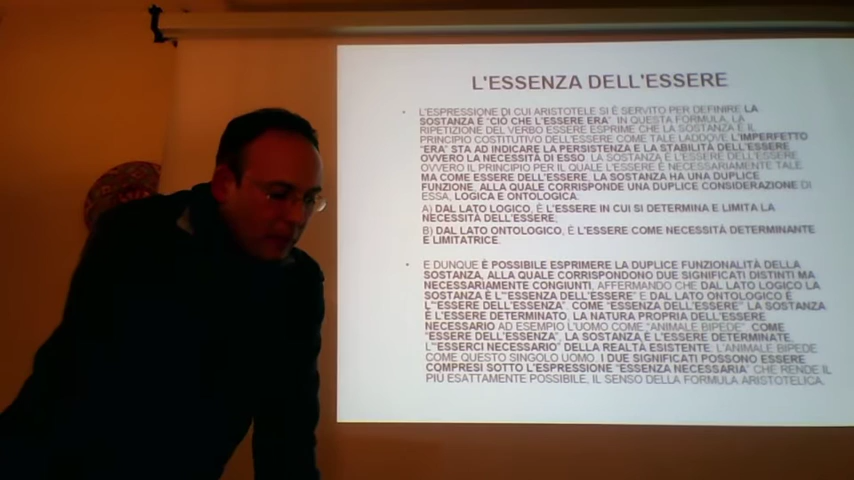 L'ESSENZA DELL'ESSERE
L'ESPRESSIONE DI CUI ARISTOTELE SI È SERVITO PER DEFINIRE LA
SOSTANZA È "CIÒ CHE L'ESSERE ERA". IN QUESTA FORMULA, LA
RIPETIZIONE DEL VERBO ESSERE ESPRIME CHE LA SOSTANZA È IL
PRINCIPIO COSTITUTIVO DELL'ESSERE COME TALE LADDOVE L'IMPERFETTO
"ERA" STA AD INDICARE LA PERSISTENZA E LA STABILITÀ DELL'ESSERE
OVVERO LA NECESSITÀ DI ESSO. LA SOSTANZA È L'ESSERE DELL'ESSERE
OVVERO IL PRINCIPIO PER IL QUALE L'ESSERE È NECESSARIAMENTE TALE.
MA COME ESSERE DELL'ESSERE, LA SOSTANZA HA UNA DUPLICE
FUNZIONE, ALLA QUALE CORRISPONDE UNA DUPLICE CONSIDERAZIONE DI
ESSA, LOGICA E ONTOLOGICA:
A) DAL LATO LOGICO, È L'ESSERE IN CUI SI DETERMINA E LIMITA LA
NECESSITÀ DELL'ESSERE;
B) DAL LATO ONTOLOGICO, È L'ESSERE COME NECESSITÀ DETERMINANTE
E LIMITATRICE.
E DUNQUE È POSSIBILE ESPRIMERE LA DUPLICE FUNZIONALITÀ DELLA
SOSTANZA, ALLA QUALE CORRISPONDONO DUE SIGNIFICATI DISTINTI MA
NECESSARIAMENTE CONGIUNTI, AFFERMANDO CHE DAL LATO LOGICO LA
SOSTANZA È L'"ESSENZA DELL'ESSERE" E DAL LATO ONTOLOGICO È
L'"ESSERE DELL'ESSENZA". COME "ESSENZA DELL'ESSERE" LA SOSTANZA
È L'ESSERE DETERMINATO, LA NATURA PROPRIA DELL'ESSERE
NECESSARIO AD ESEMPIO L'UOMO COME "ANIMALE BIPEDE". COME
"ESSERE DELL'ESSENZA", LA SOSTANZA È L'ESSERE DETERMINATE,
L'"ESSERCI NECESSARIO" DELLA REALTÀ ESISTENTE, L'ANIMALE BIPEDE
COME QUESTO SINGOLO UOMO. I DUE SIGNIFICATI POSSONO ESSERE
COMPRESI SOTTO L'ESPRESSIONE "ESSENZA NECESSARIA" CHE RENDE IL
PIÙ ESATTAMENTE POSSIBILE, IL SENSO DELLA FORMULA ARISTOTELICA.